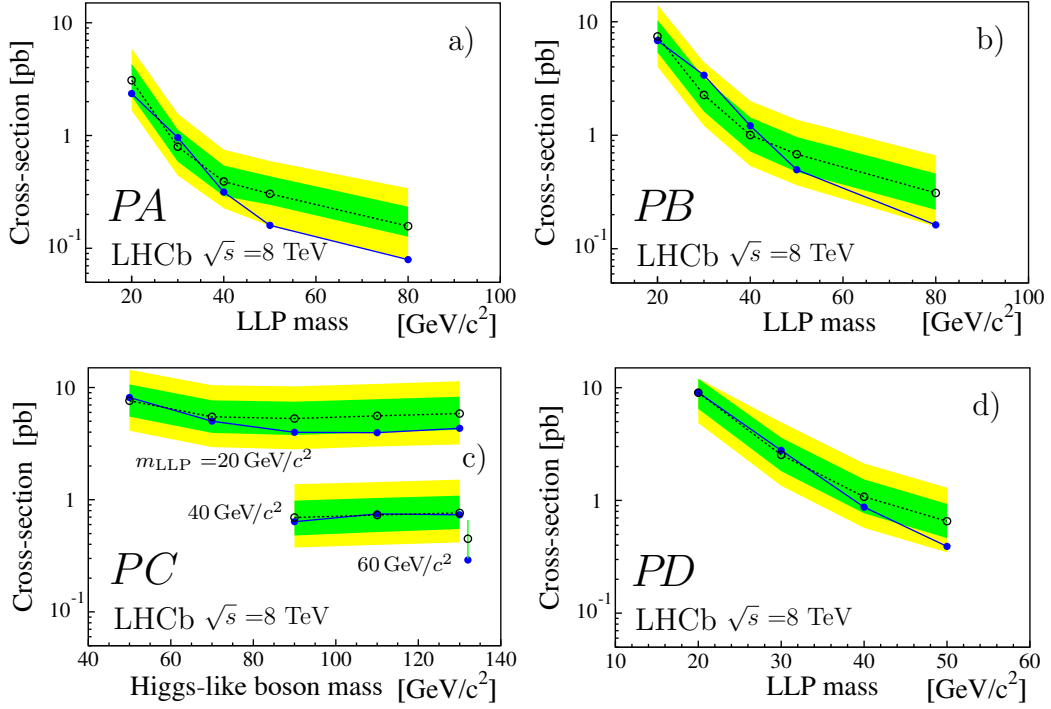 a)
Cross-section [pb]
10
1
10⁻¹
PA
LHCb √s =8 TeV
20 40 60 80 100
LLP mass [GeV/c²]
b)
Cross-section [pb]
10
1
10⁻¹
PB
LHCb √s =8 TeV
20 40 60 80 100
LLP mass [GeV/c²]
c)
Cross-section [pb]
10
1
10⁻¹
m_LLP =20 GeV/c²
40 GeV/c²
60 GeV/c²
PC
LHCb √s =8 TeV
40 60 80 100 120 140
Higgs-like boson mass [GeV/c²]
d)
Cross-section [pb]
10
1
10⁻¹
PD
LHCb √s =8 TeV
10 20 30 40 50 60
LLP mass [GeV/c²]